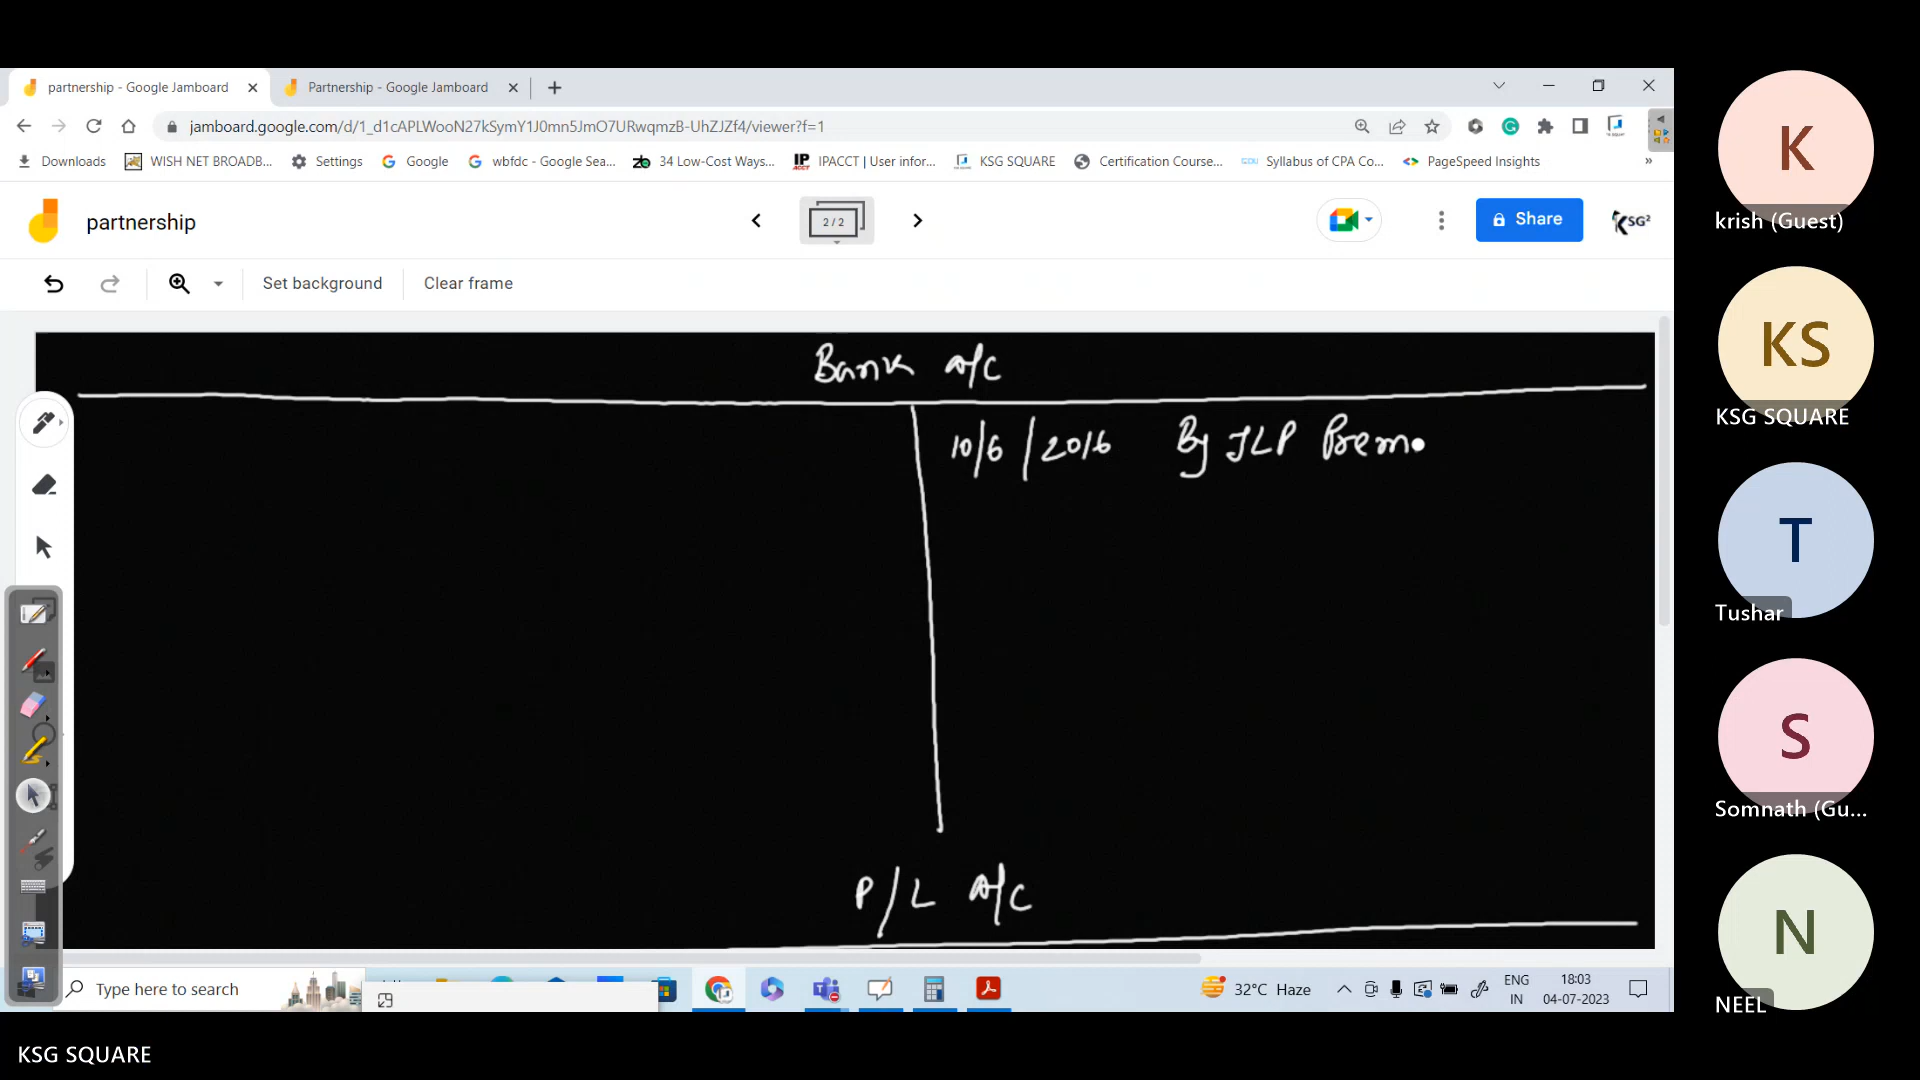 partnership - Google Jamboard
Partnership - Google Jamboard
jamboard.google.com/d/1_d1cAPLWooN27kSymY1J0mn5JmO7URwqmzB-UhZJZf4/viewer?f=1
Downloads WISH NET BROADB... Settings Google wbfdc - Google Sea... 34 Low-Cost Ways... IPACCT | User infor... KSG SQUARE Certification Course... Syllabus of CPA Co... PageSpeed Insights »
partnership
2 / 2
Share
KSG²
Set background
Clear frame
Bank A/C
10/6/2016 By JLP Prem
P/L A/C
Type here to search
32°C Haze
ENG
IN
18:03
04-07-2023
K
krish (Guest)
KS
KSG SQUARE
T
Tushar
S
Somnath (Gu...
N
NEEL
KSG SQUARE